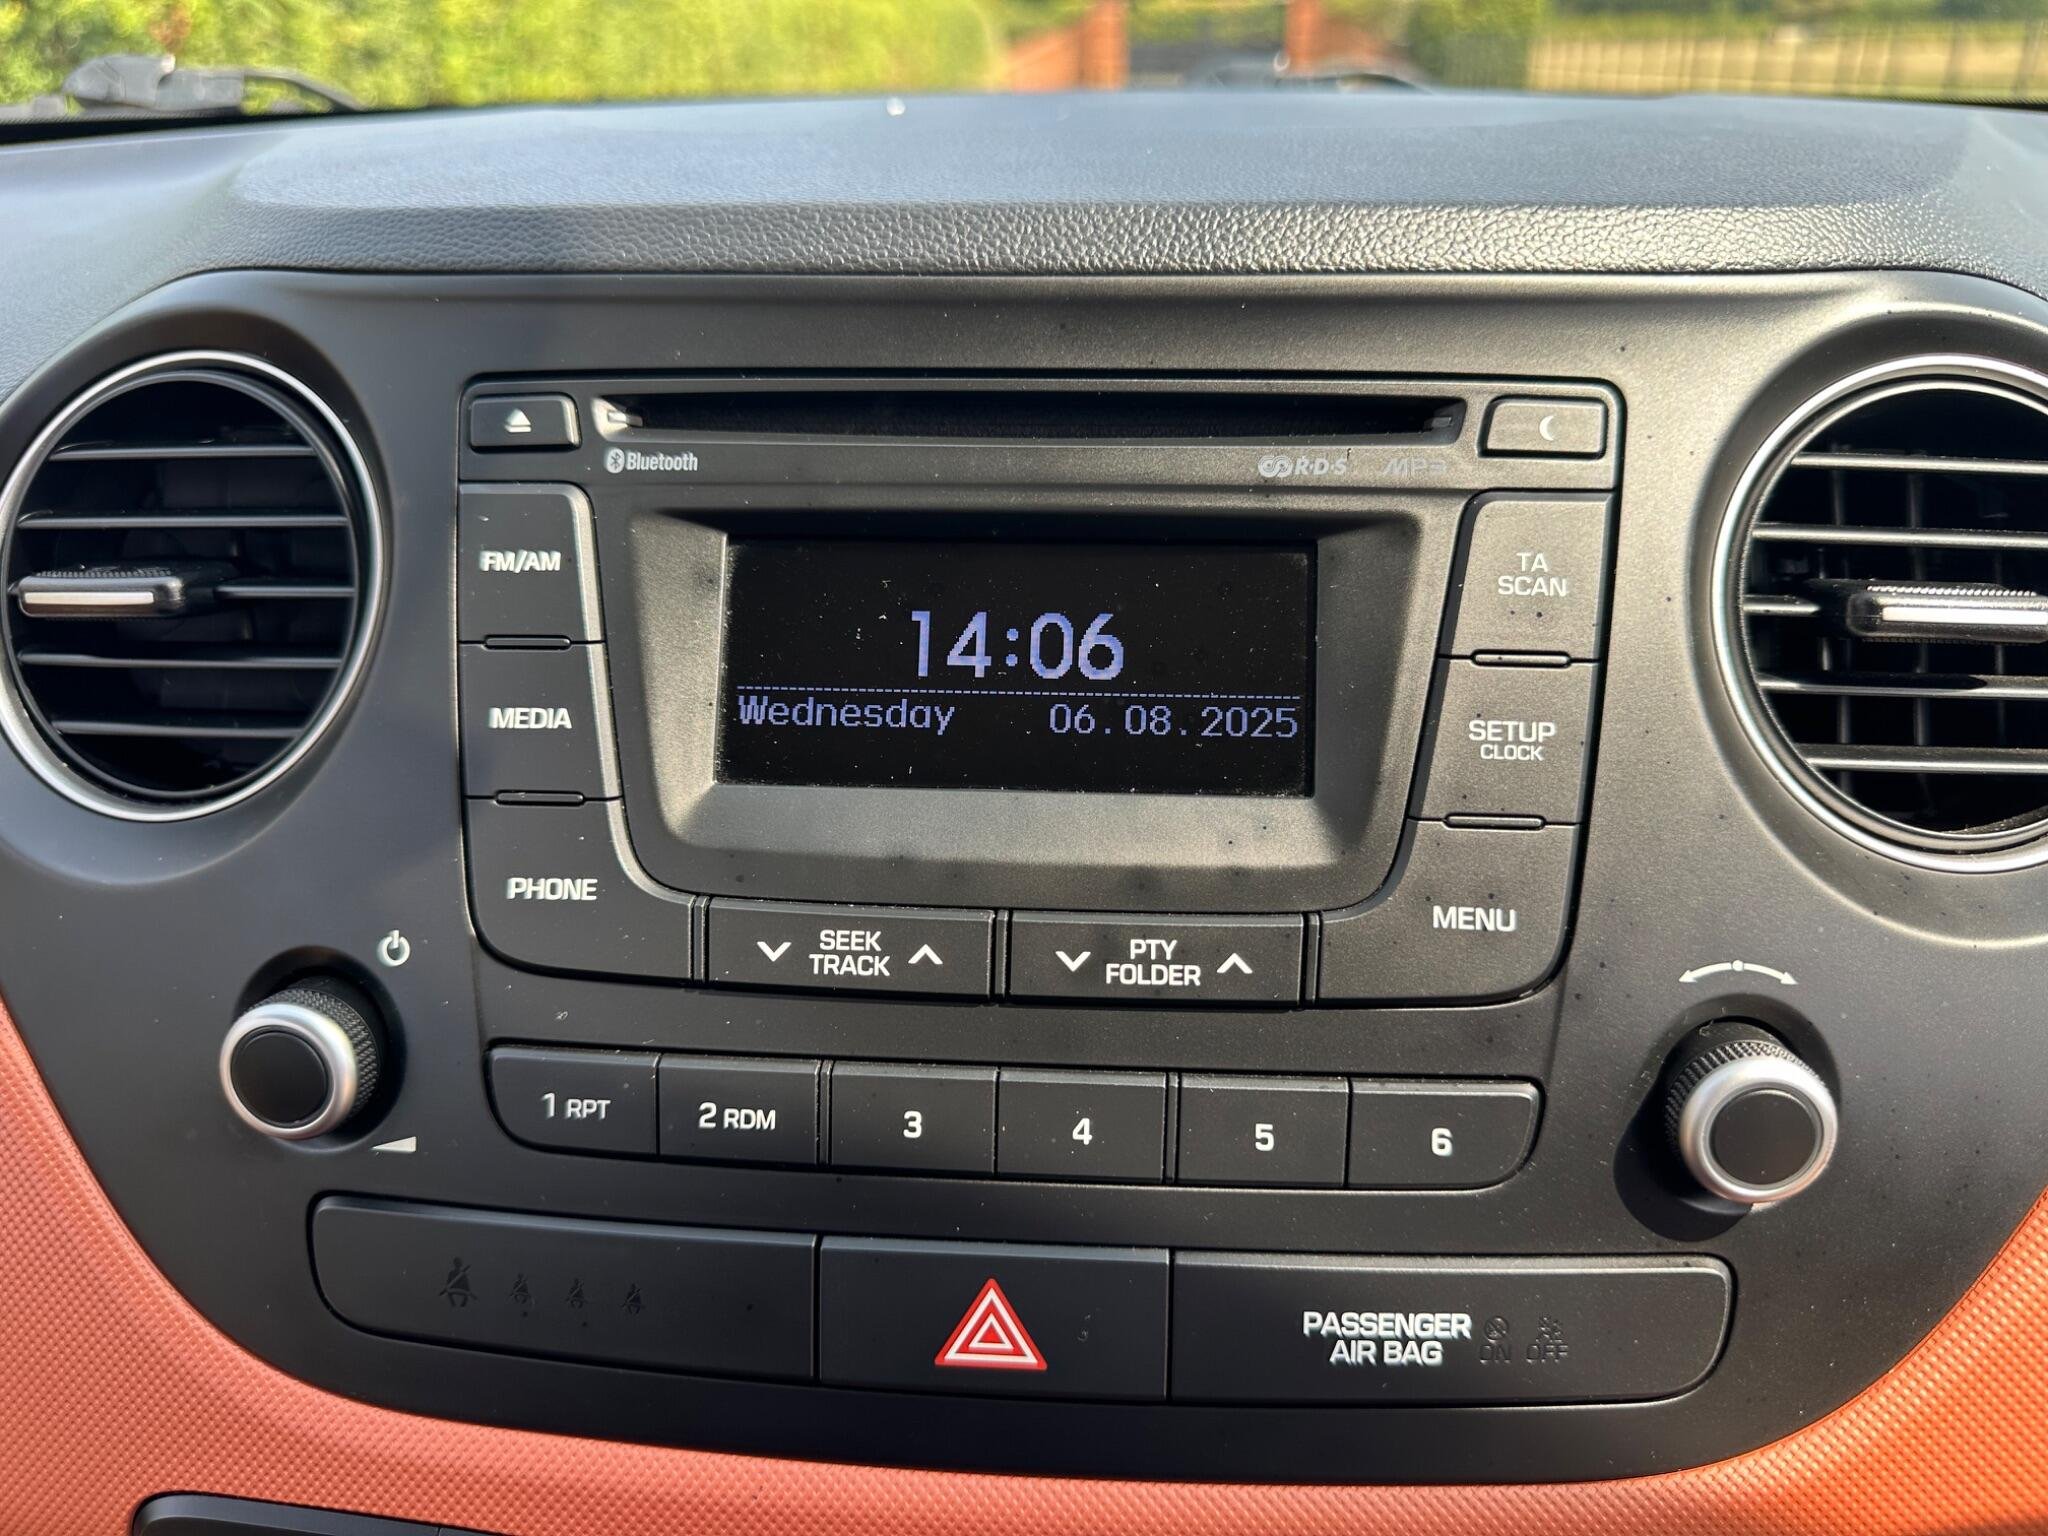 Bluetooth
R·D·S MP3
FM/AM
TA
SCAN
14:06
Wednesday 06.08.2025
MEDIA
SETUP
CLOCK
PHONE
MENU
SEEK
TRACK
PTY
FOLDER
1 RPT
2 RDM
3
4
5
6
PASSENGER
AIR BAG
ON OFF